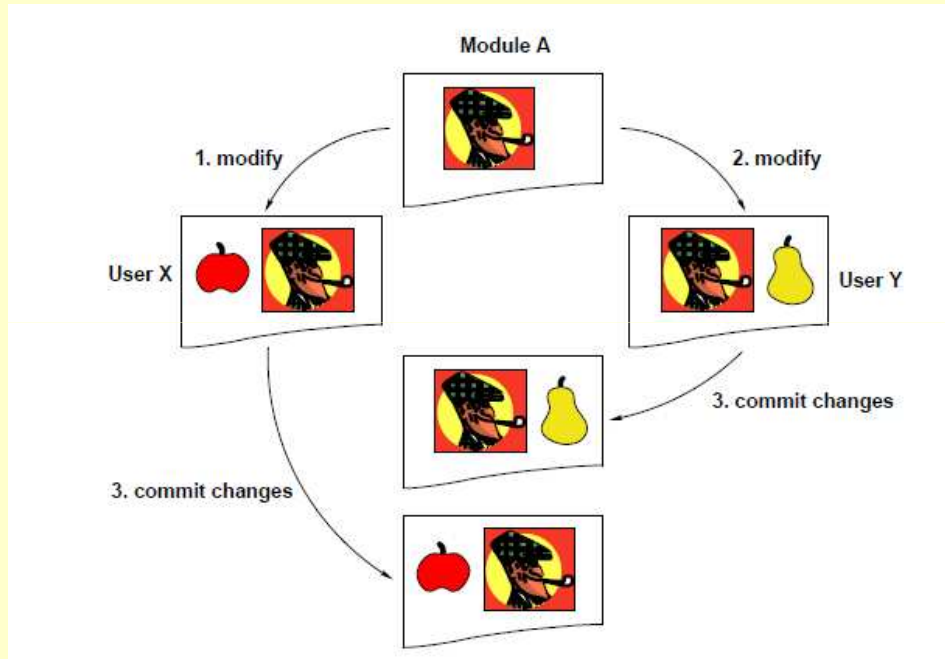 Module A
1. modify
2. modify
User X
User Y
3. commit changes
3. commit changes